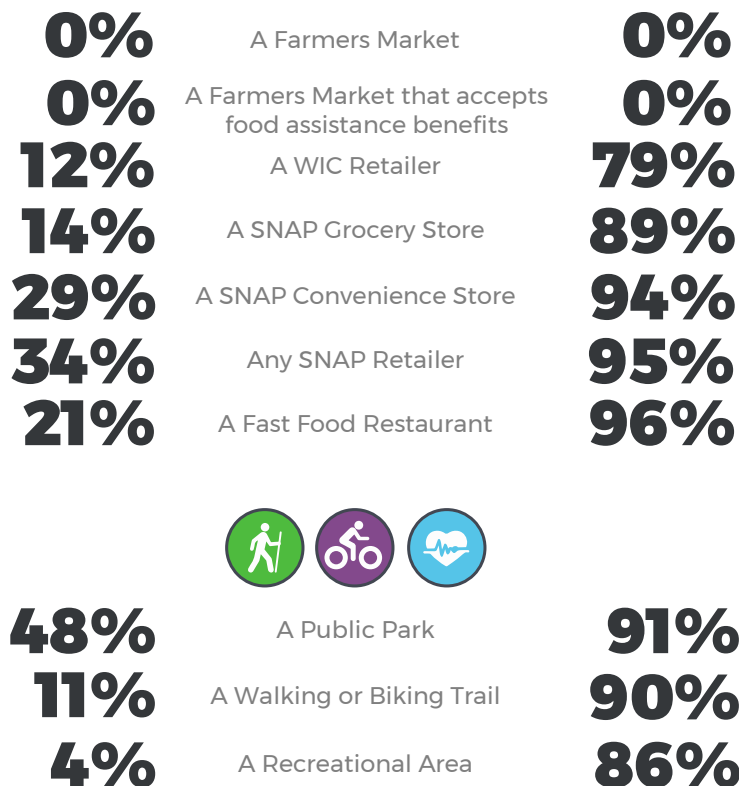 0% A Farmers Market 0%
0% A Farmers Market that accepts food assistance benefits 0%
12% A WIC Retailer 79%
14% A SNAP Grocery Store 89%
29% A SNAP Convenience Store 94%
34% Any SNAP Retailer 95%
21% A Fast Food Restaurant 96%
48% A Public Park 91%
11% A Walking or Biking Trail 90%
4% A Recreational Area 86%